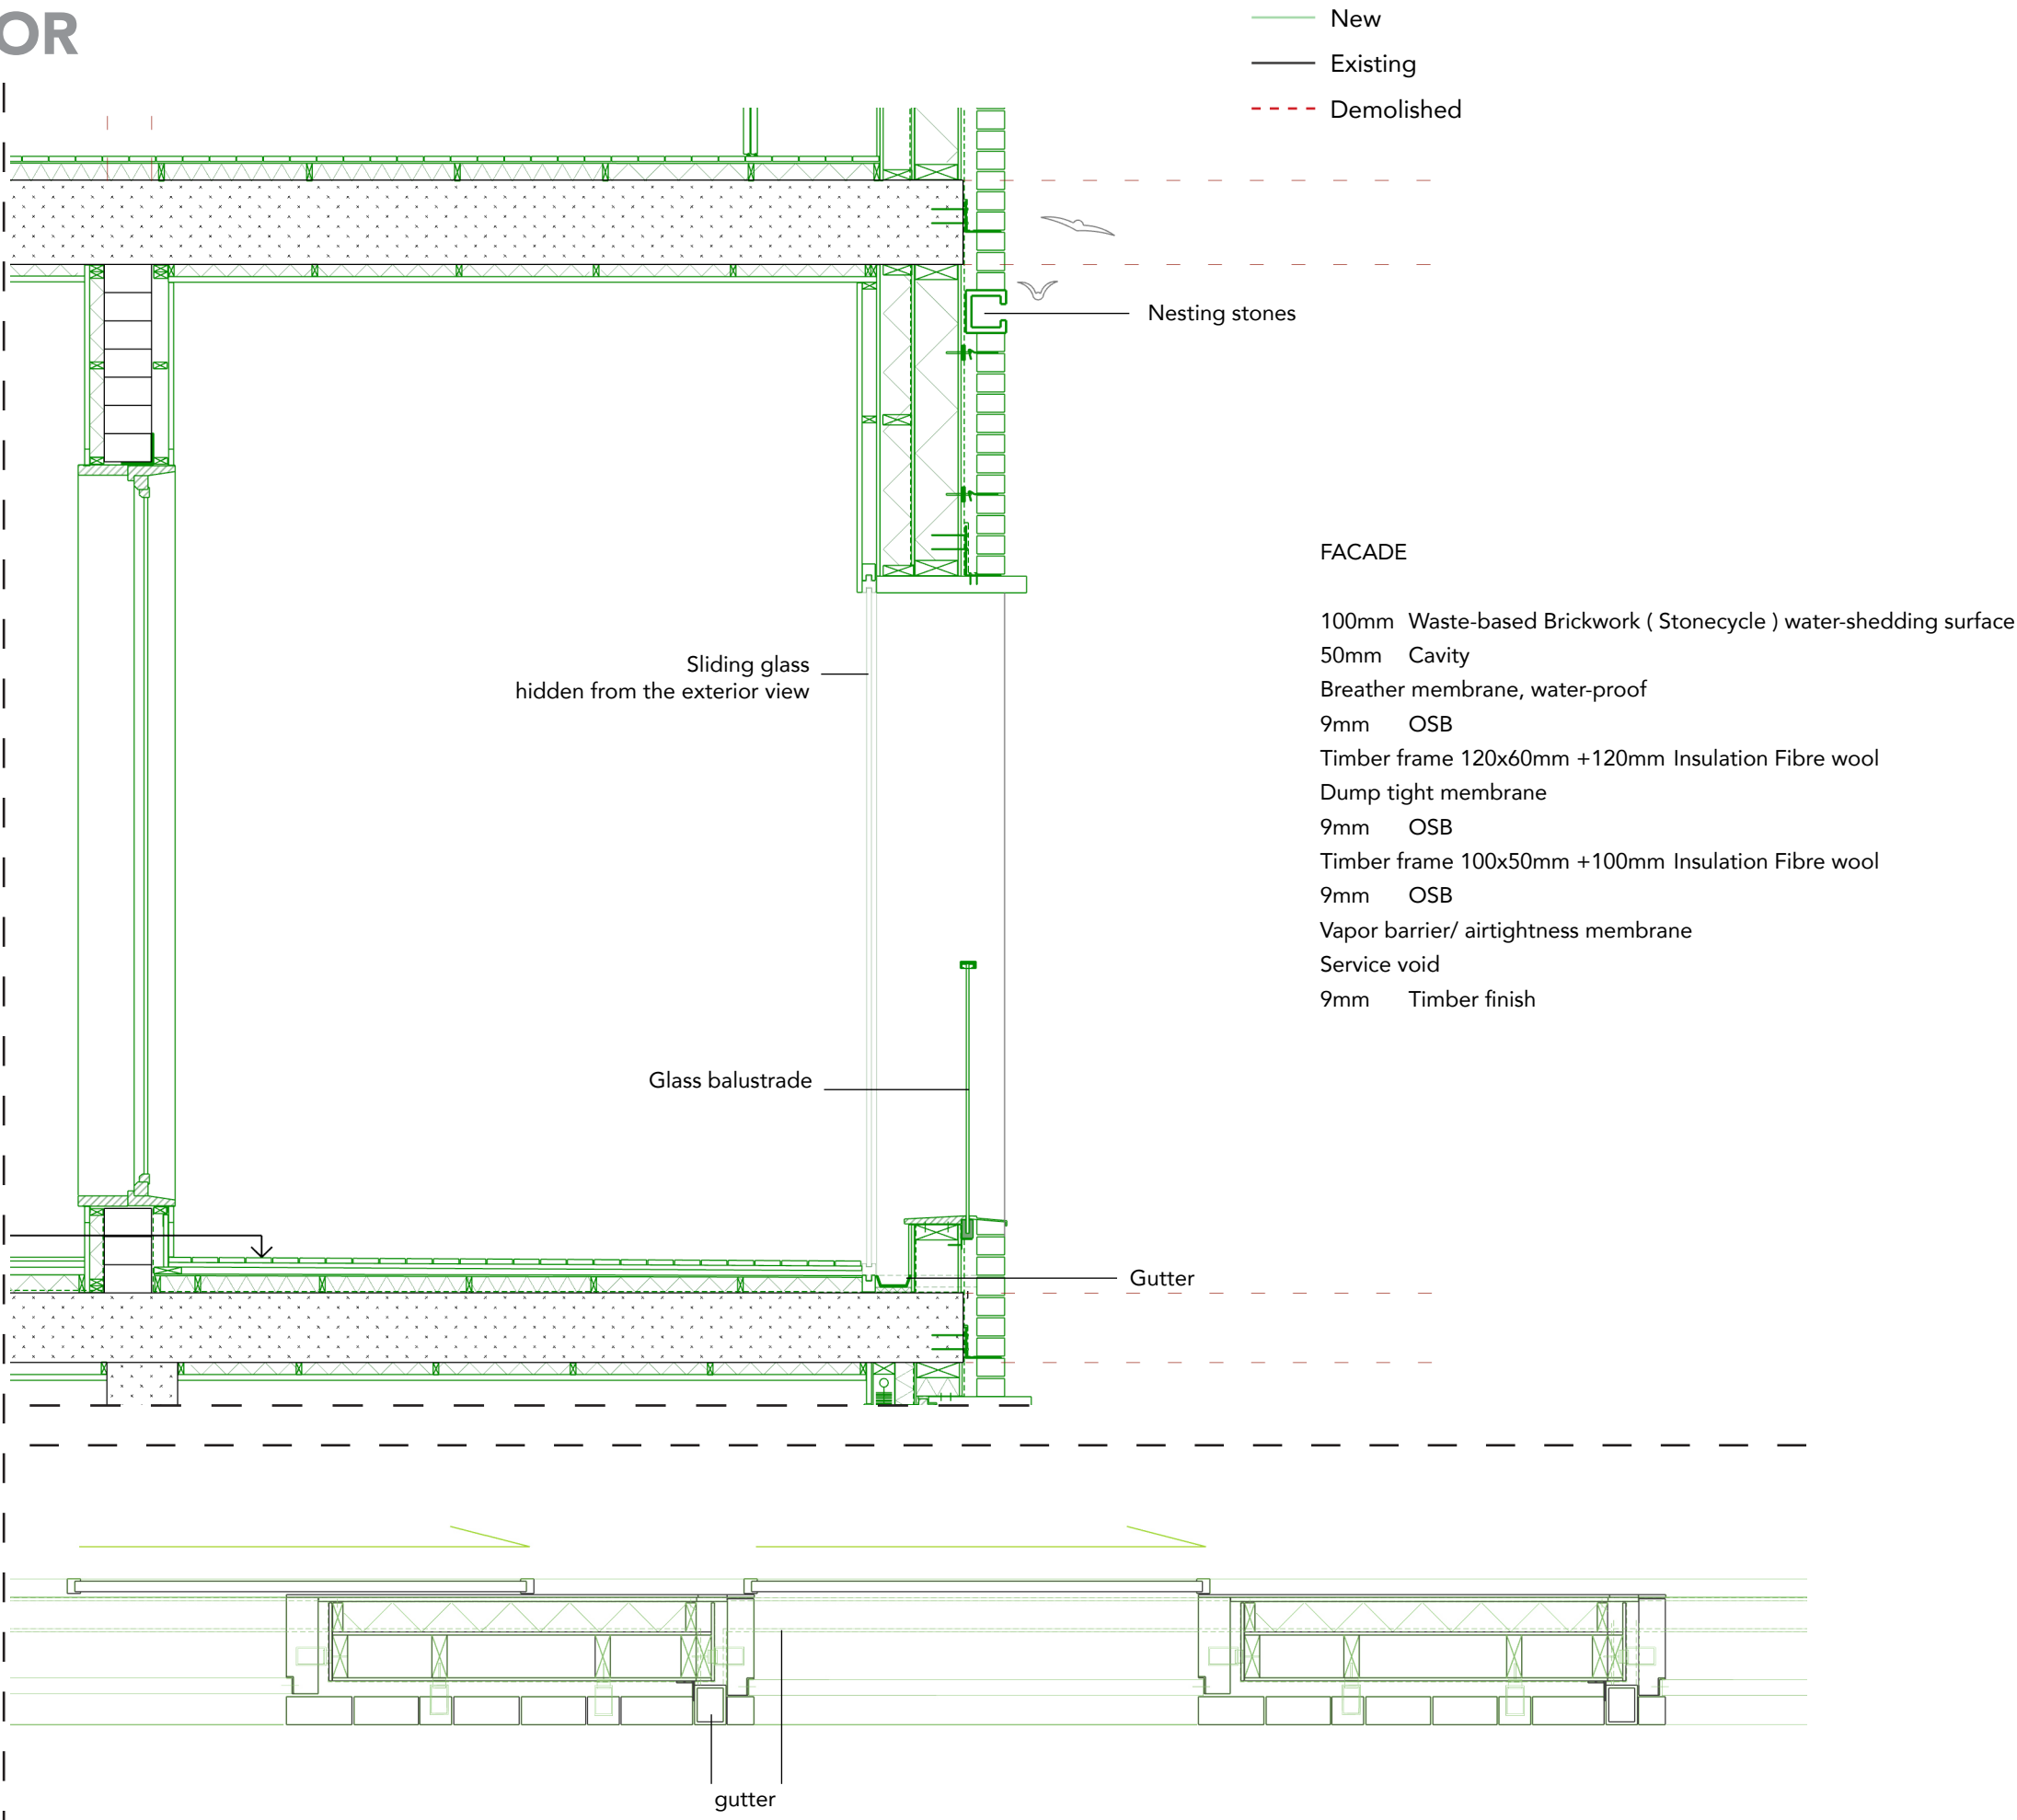 OR
New
Existing
Demolished
Nesting stones
Sliding glass
hidden from the exterior view
FACADE
100mm Waste-based Brickwork ( Stonecycle ) water-shedding surface
50mm Cavity
Breather membrane, water-proof
9mm OSB
Timber frame 120x60mm +120mm Insulation Fibre wool
Dump tight membrane
9mm OSB
Timber frame 100x50mm +100mm Insulation Fibre wool
9mm OSB
Vapor barrier/ airtightness membrane
Service void
9mm Timber finish
Glass balustrade
Gutter
gutter